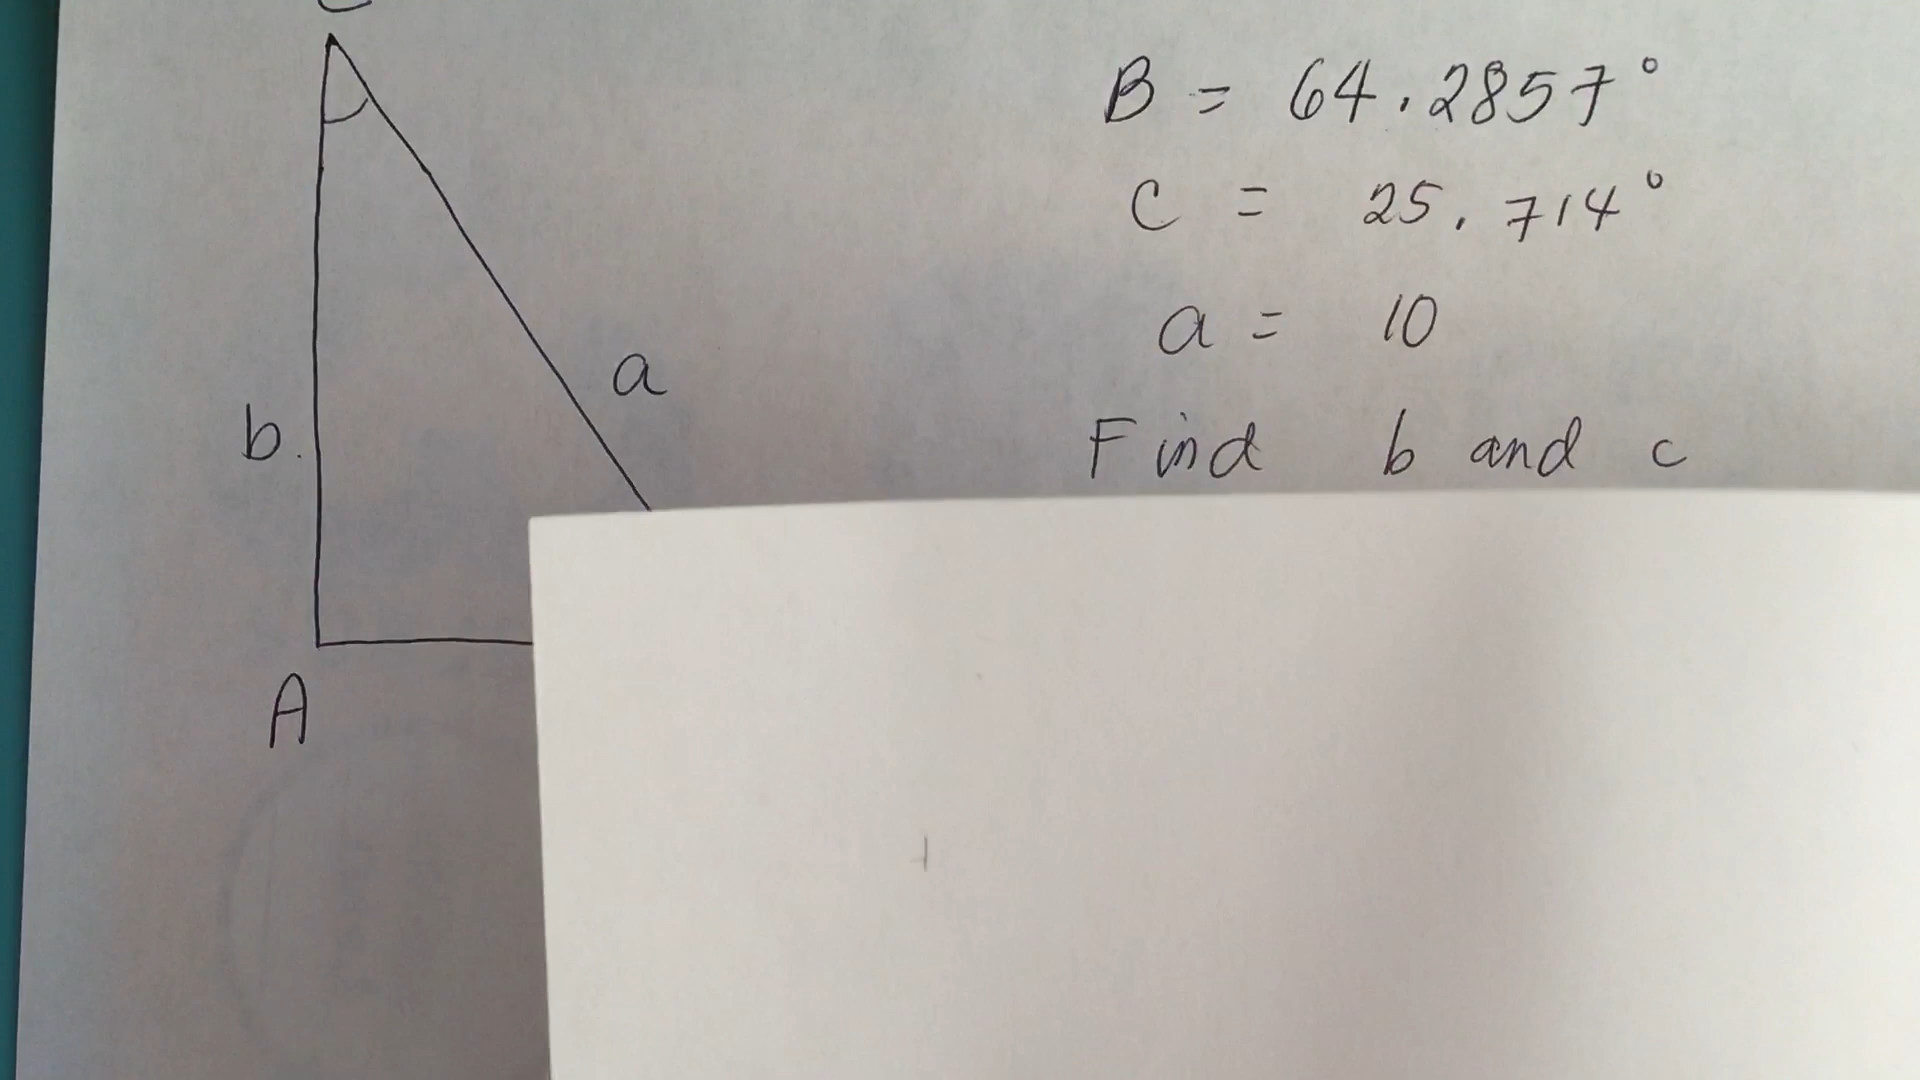 B = 64.2857°
C = 25.714°
a = 10
a
b
Find b and c
A